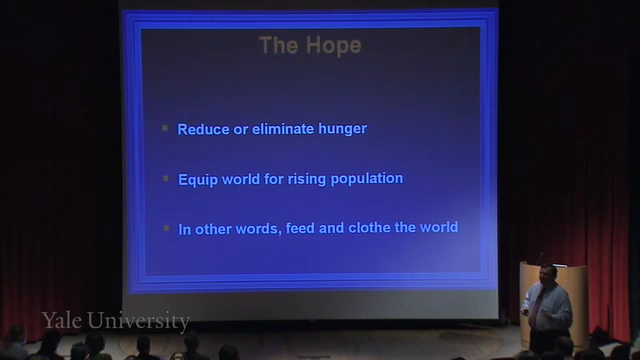 The Hope
Reduce or eliminate hunger
Equip world for rising population
In other words, feed and clothe the world
Yale University